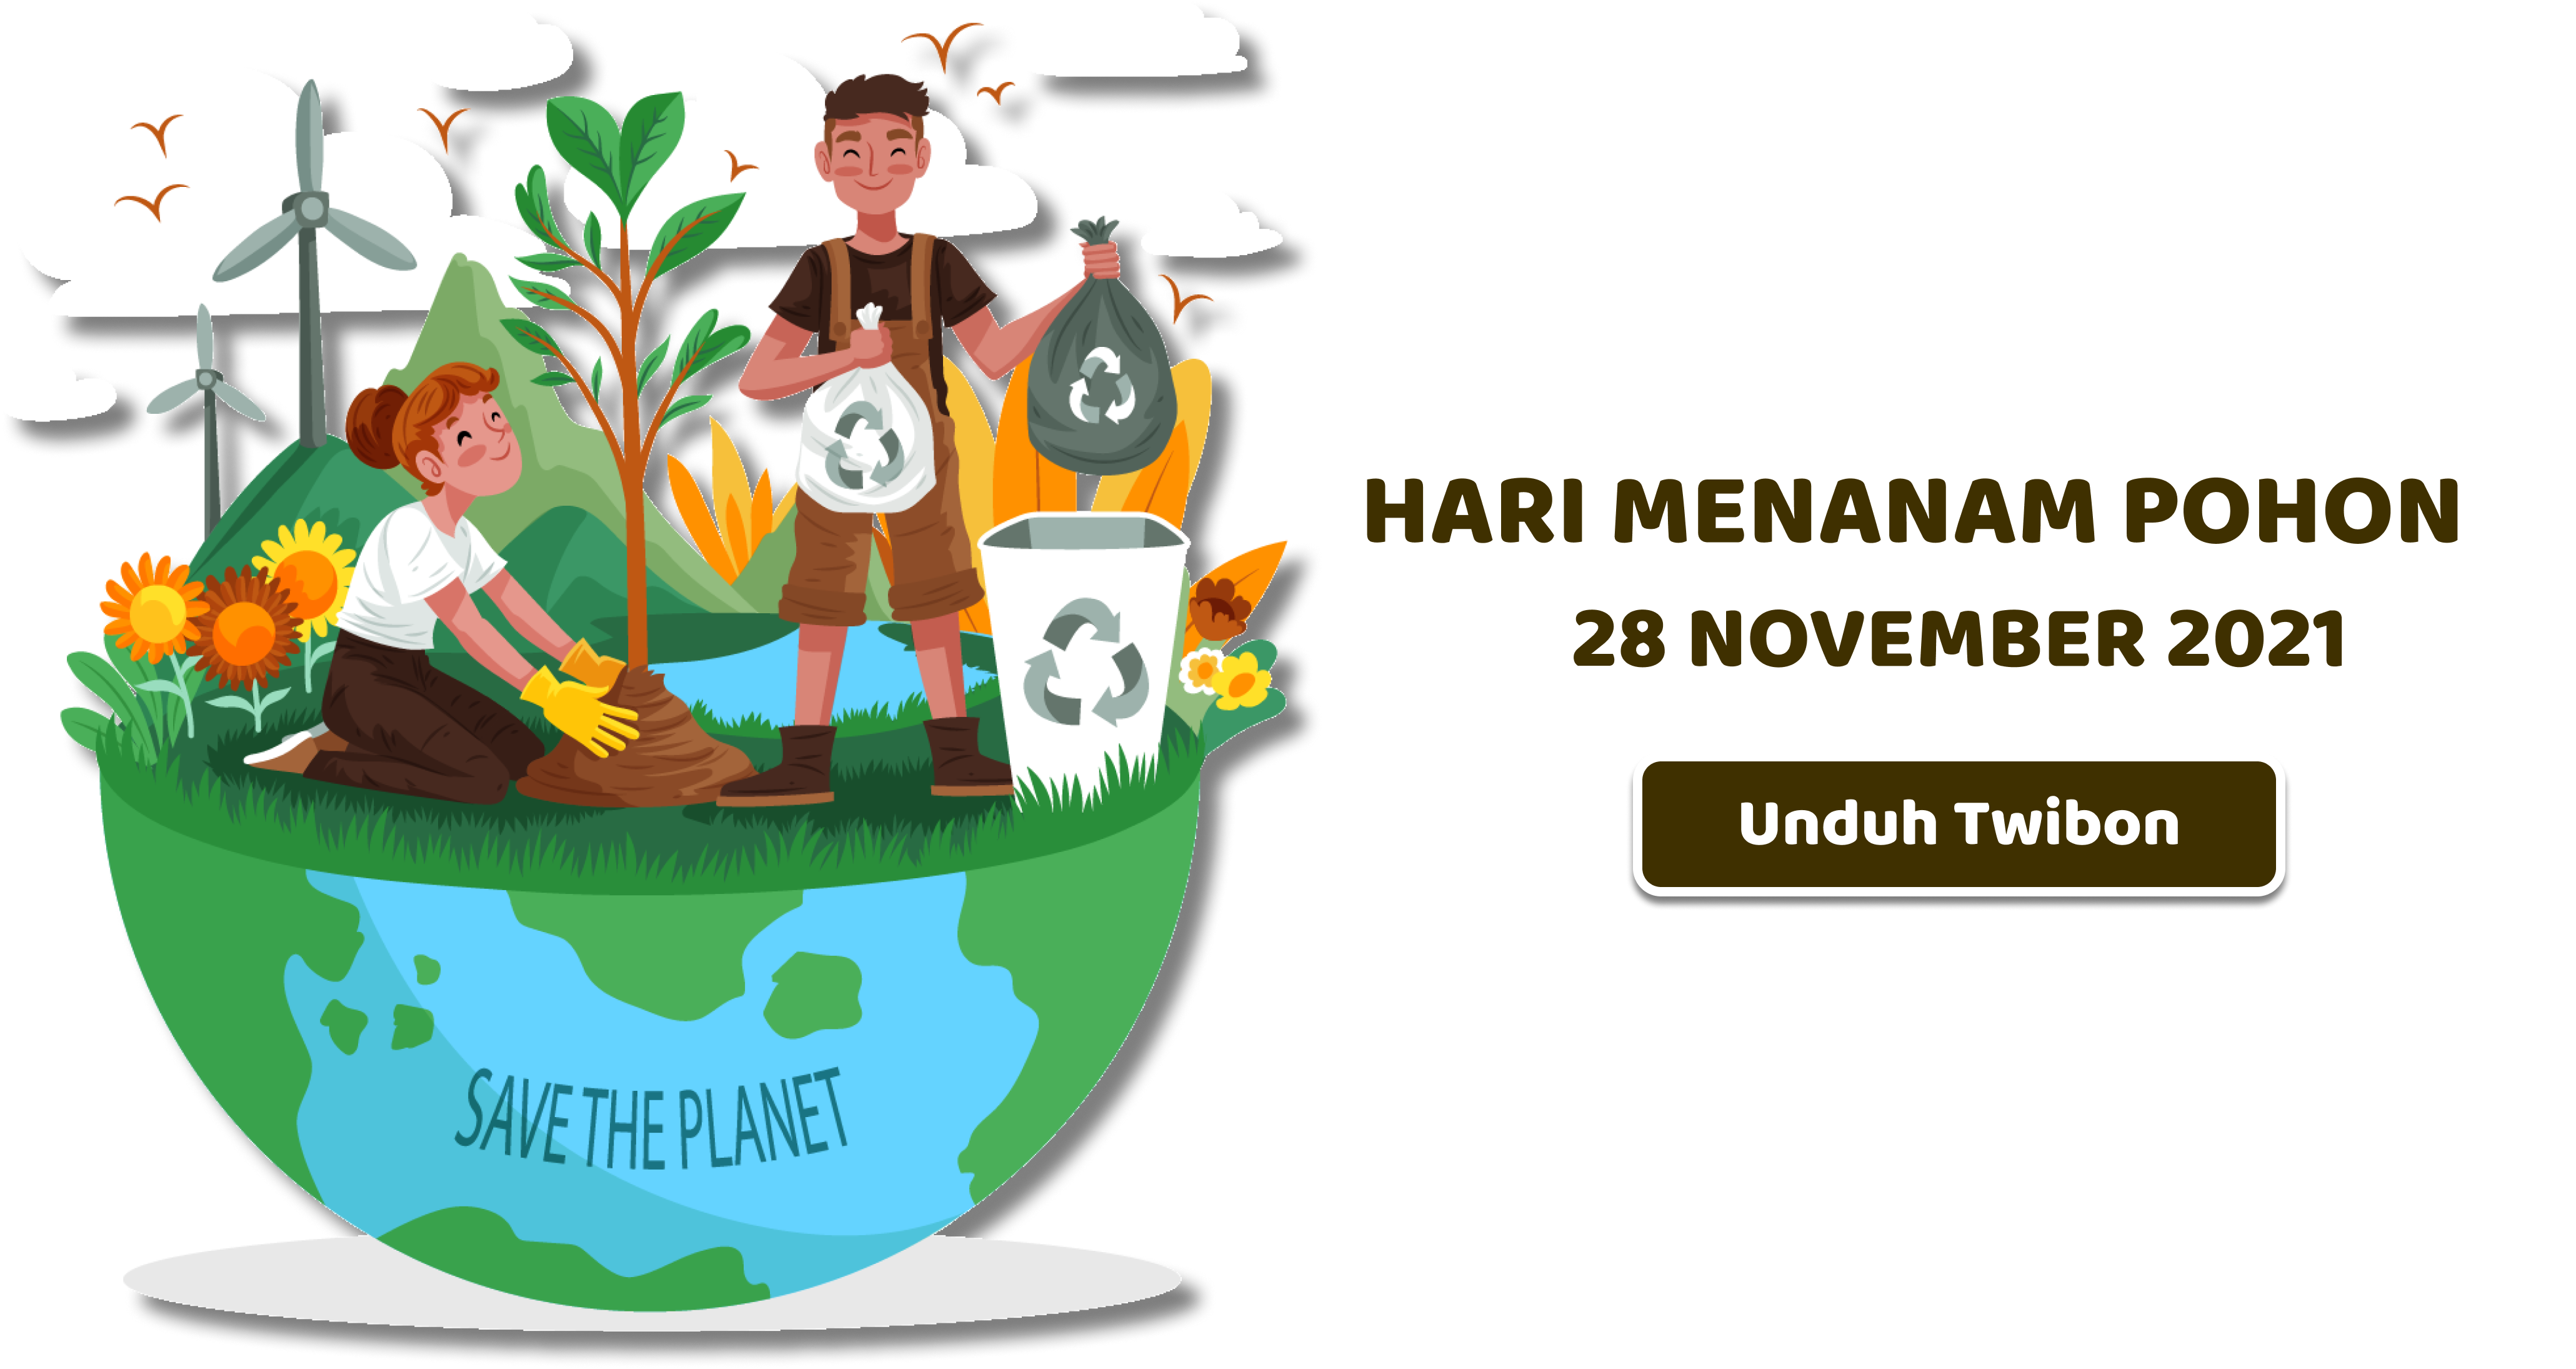 HARI MENANAM POHON
28 NOVEMBER 2021
Unduh Twibon
SAVE THE PLANET